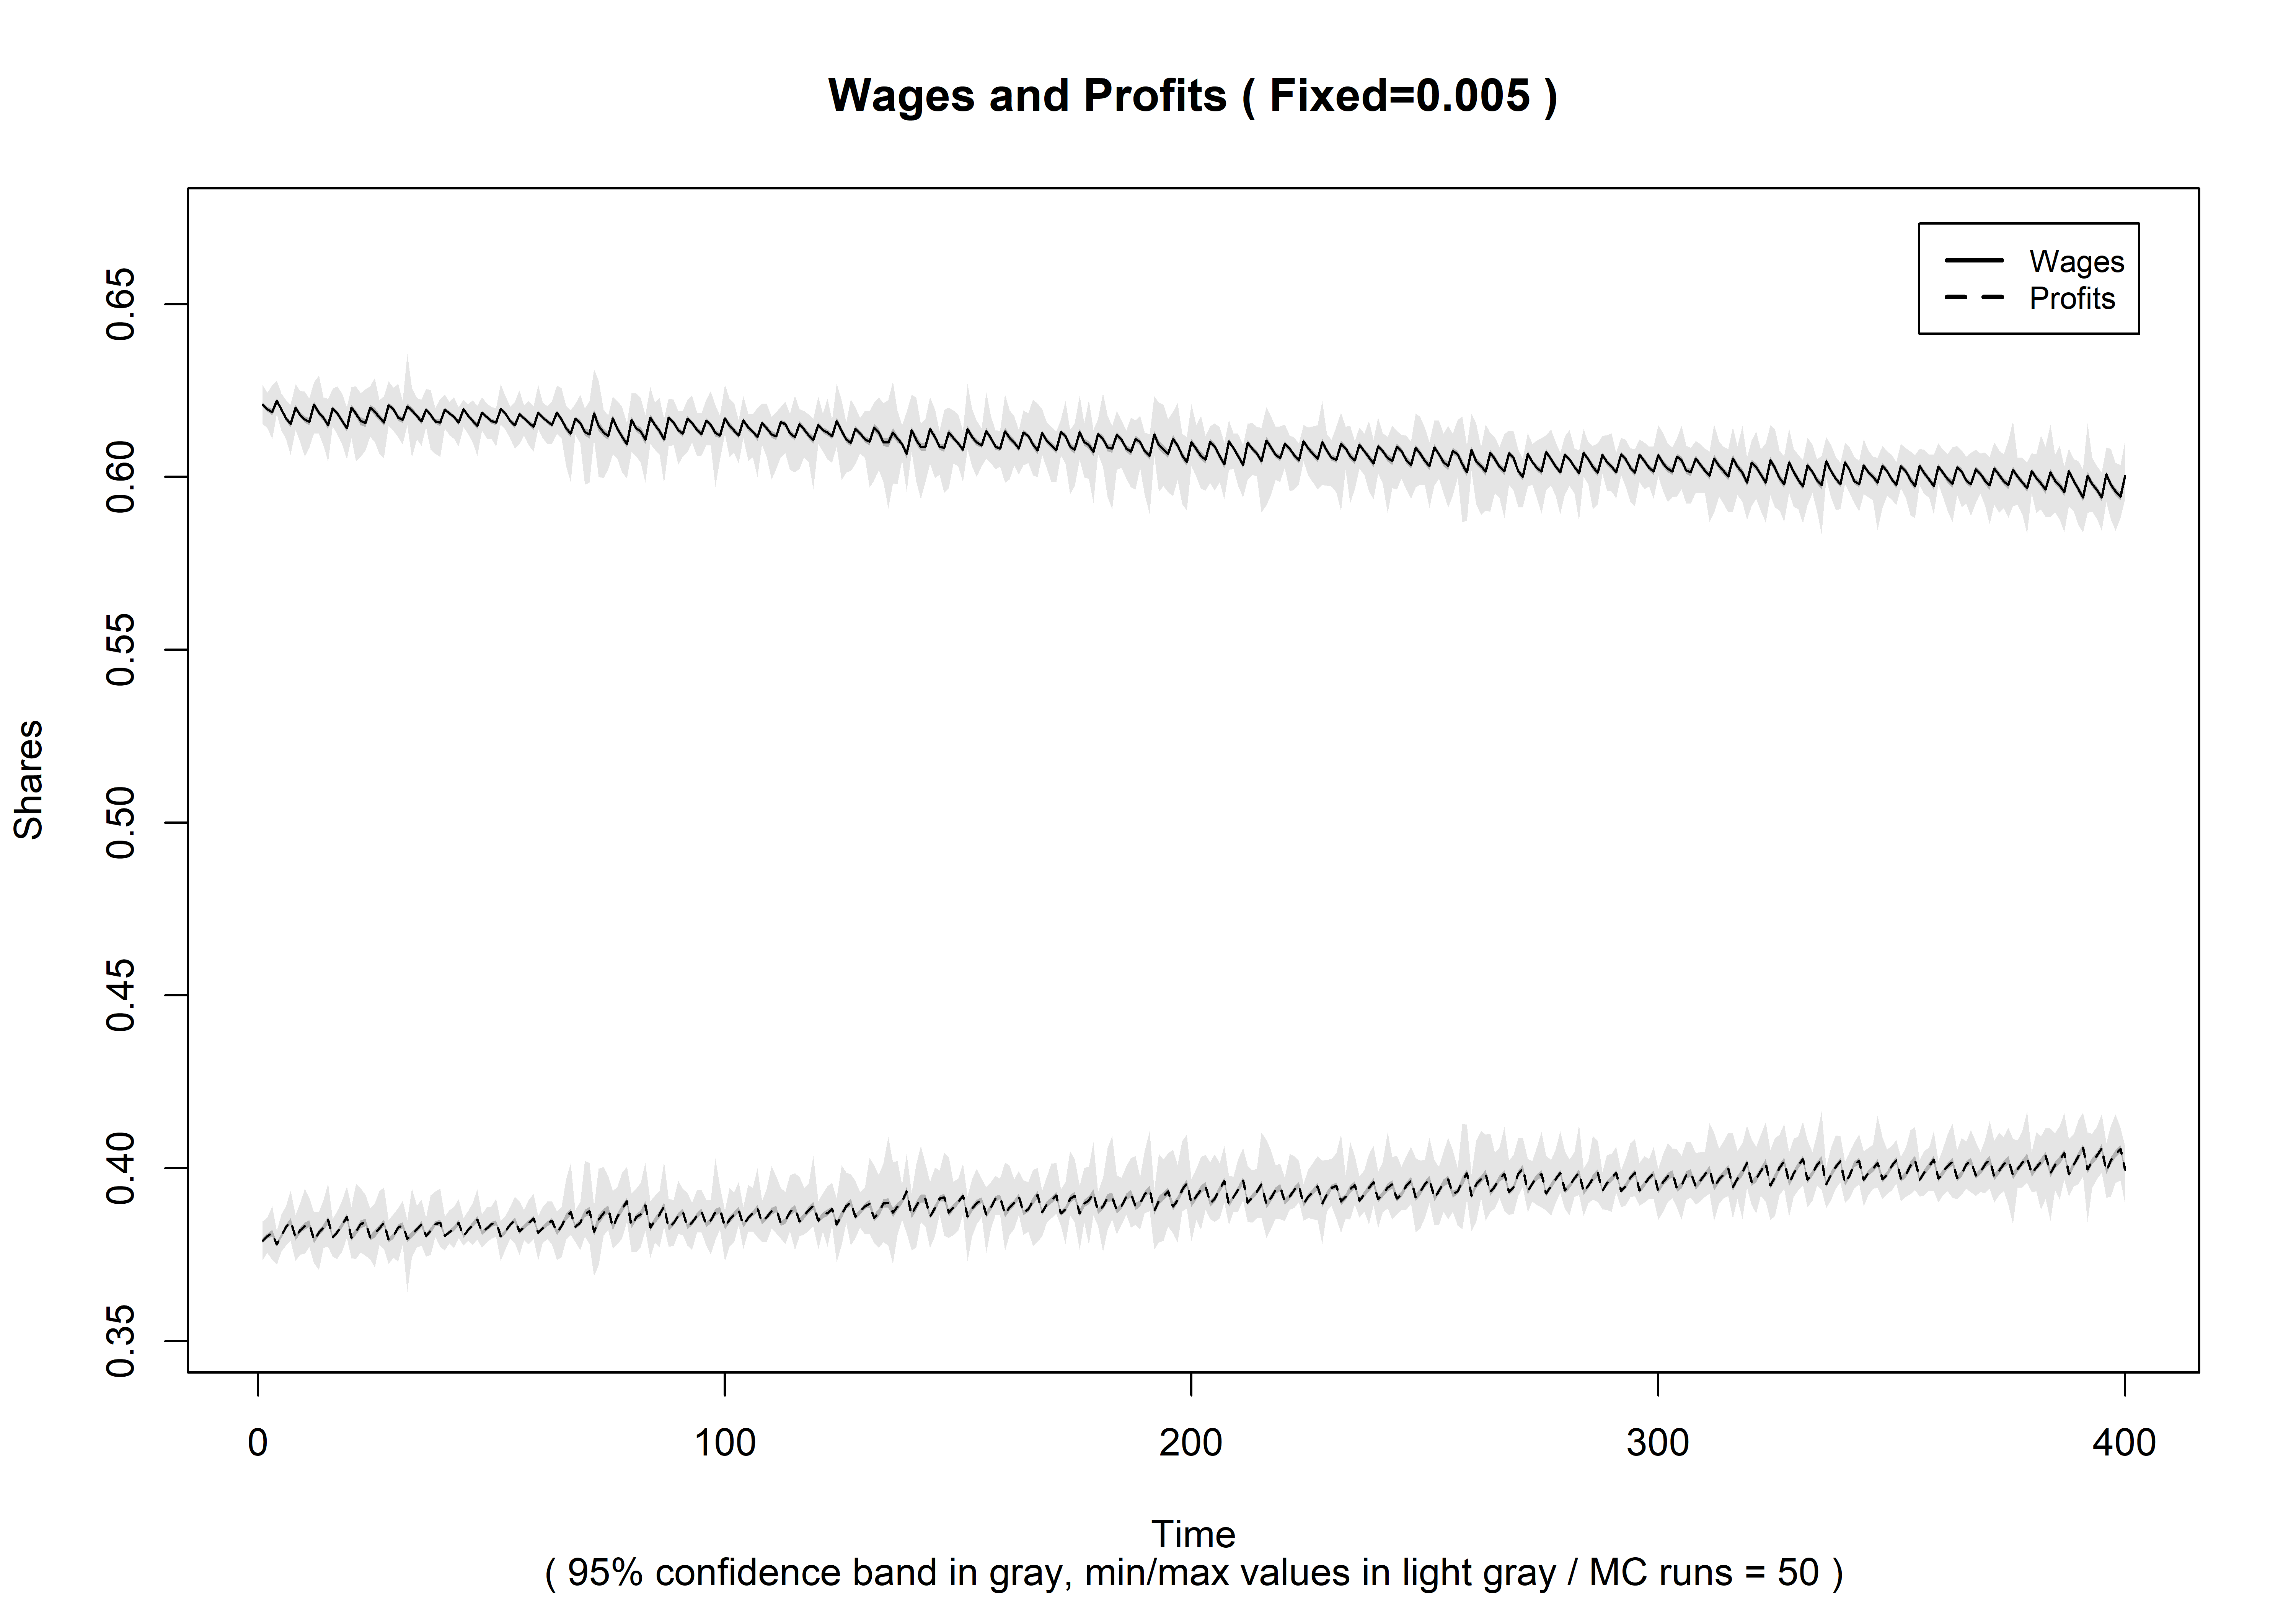 Wages and Profits ( Fixed=0.005 )
Wages
Profits
0.65
0.60
0.55
0.50
0.45
0.40
0.35
Shares
0 100 200 300 400
Time
( 95% confidence band in gray, min/max values in light gray / MC runs = 50 )